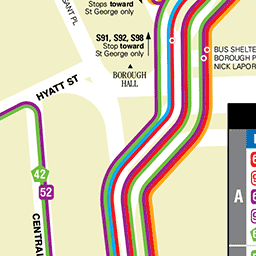 Stops toward
St George only
S91, S92, S98
Stop toward
St George only
BOROUGH
HALL
HYATT ST
BUS SHELTE
BOROUGH P
NICK LAPOR
42
52
CENTRAL
A